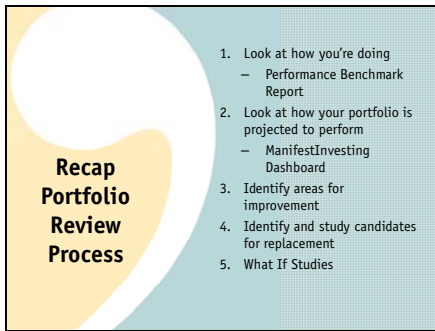 Recap
Portfolio
Review
Process
1. Look at how you're doing
– Performance Benchmark
Report
2. Look at how your portfolio is
projected to perform
– ManifestInvesting
Dashboard
3. Identify areas for
improvement
4. Identify and study candidates
for replacement
5. What If Studies